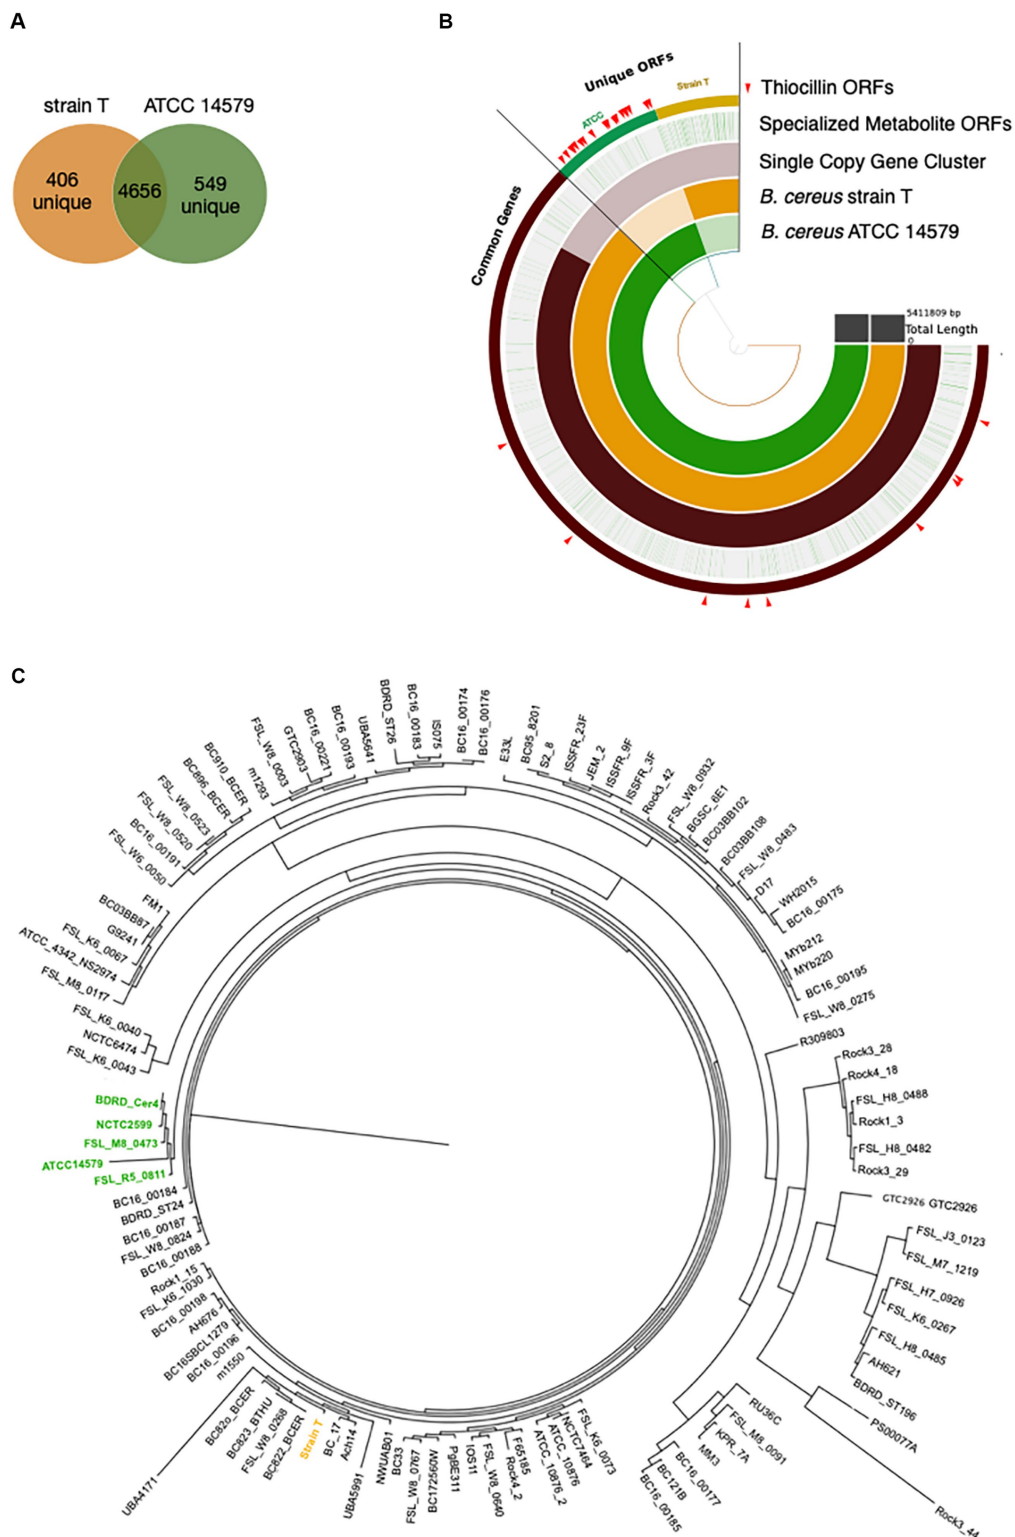 A
strain T
ATCC 14579
406
unique
4656
549
unique
B
Unique ORFs
Strain T
ATCC
Common Genes
Thiocillin ORFs
Specialized Metabolite ORFs
Single Copy Gene Cluster
B. cereus strain T
B. cereus ATCC 14579
5411809 bp
Total Length
0
C
FSL_W6_0050
BC16_00191
FSL_W8_0520
FSL_W8_0523
BC896_BCER
BC910_BCER
m1293
FSL_W8_0003
GTC2903
BC16_00221
BC16_00193
UBA5641
BDRD_ST26
BC16_00183
IS075
BC16_00174
BC16_00176
E33L
BC95_8201
S2_8
ISSFR_23F
JEM_2
ISSFR_9F
ISSFR_3F
Rock3_42
FSL_W8_0932
BGSC_6E1
BC03BB102
BC03BB108
FSL_W8_0483
D17
WH2015
BC16_00175
MYb212
MYb220
BC16_00195
FSL_W8_0275
R309803
Rock3_28
Rock4_18
FSL_H8_0488
Rock1_3
FSL_H8_0482
Rock3_29
GTC2926 GTC2926
FSL_J3_0123
FSL_M7_1219
FSL_H7_0926
FSL_K6_0267
FSL_H8_0485
AH621
BDRD_ST196
PS00077A
Rock3_44
RU36C
FSL_M8_0091
KPR_7A
MM3
BC16_00177
BC121B
BC16_00185
FSL_K6_0073
NCTC7464
ATCC_10876
ATCC_10876_2
F65185
Rock4_2
FSL_W8_0640
IOS11
PgBE311
BC172560W
FSL_W8_0767
BC33
NWUAB01
UBA5991
Ach14
BC_17
Strain T
BC822_BCER
FSL_W8_0268
BC823_BTHU
BC82o_BCER
UBA4171
m1550
BC16_00196
BC16SBCL1279
AH676
BC16_00198
FSL_K6_1030
Rock1_15
BC16_00188
FSL_W8_0824
BC16_00187
BDRD_ST24
BC16_00184
FSL_R5_0811
ATCC14579
FSL_M8_0473
NCTC2599
BDRD_Cer4
FSL_K6_0043
NCTC6474
FSL_K6_0040
FSL_M8_0117
ATCC_4342_NS2974
FSL_K6_0067
G9241
BC03BB87
FM1